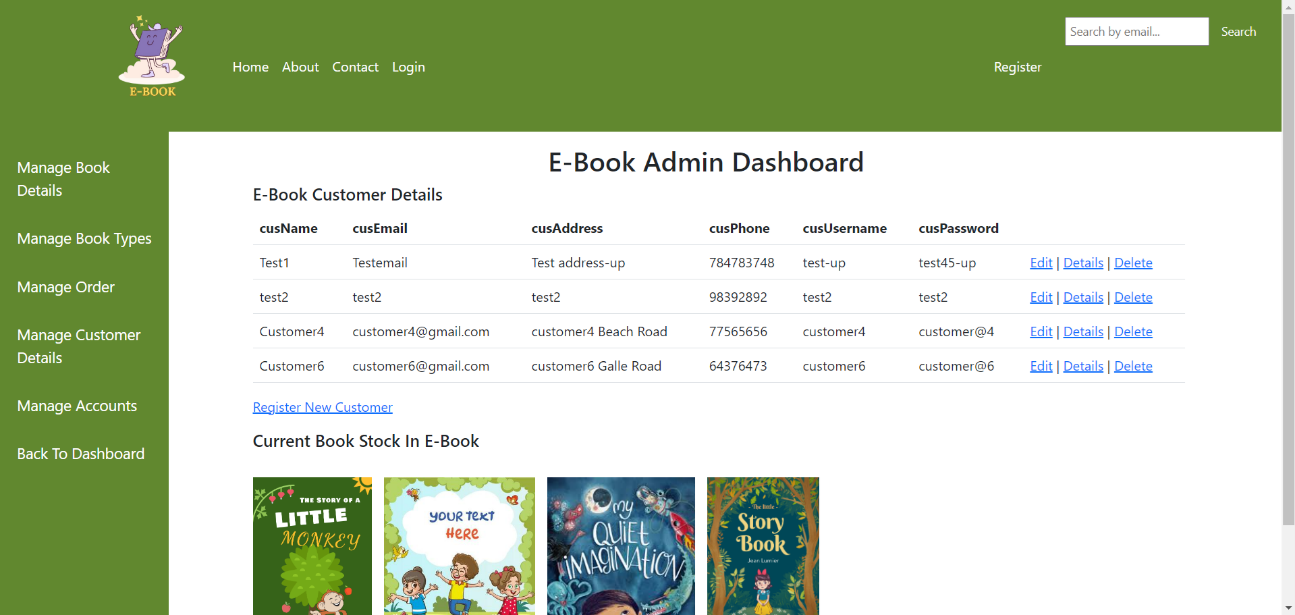 Search by email... Search
E-BOOK
Home About Contact Login Register
Manage Book
Details
Manage Book Types
Manage Order
Manage Customer
Details
Manage Accounts
Back To Dashboard
E-Book Admin Dashboard
E-Book Customer Details
cusName cusEmail cusAddress cusPhone cusUsername cusPassword
Test1 Testemail Test address-up 784783748 test-up test45-up Edit | Details | Delete
test2 test2 test2 98392892 test2 test2 Edit | Details | Delete
Customer4 customer4@gmail.com customer4 Beach Road 77565656 customer4 customer@4 Edit | Details | Delete
Customer6 customer6@gmail.com customer6 Galle Road 64376473 customer6 customer@6 Edit | Details | Delete
Register New Customer
Current Book Stock In E-Book
THE STORY OF A
LITTLE
MONKEY
YOUR TEXT
HERE
MY
QUIET
IMAGINATION
The little
Story
Book